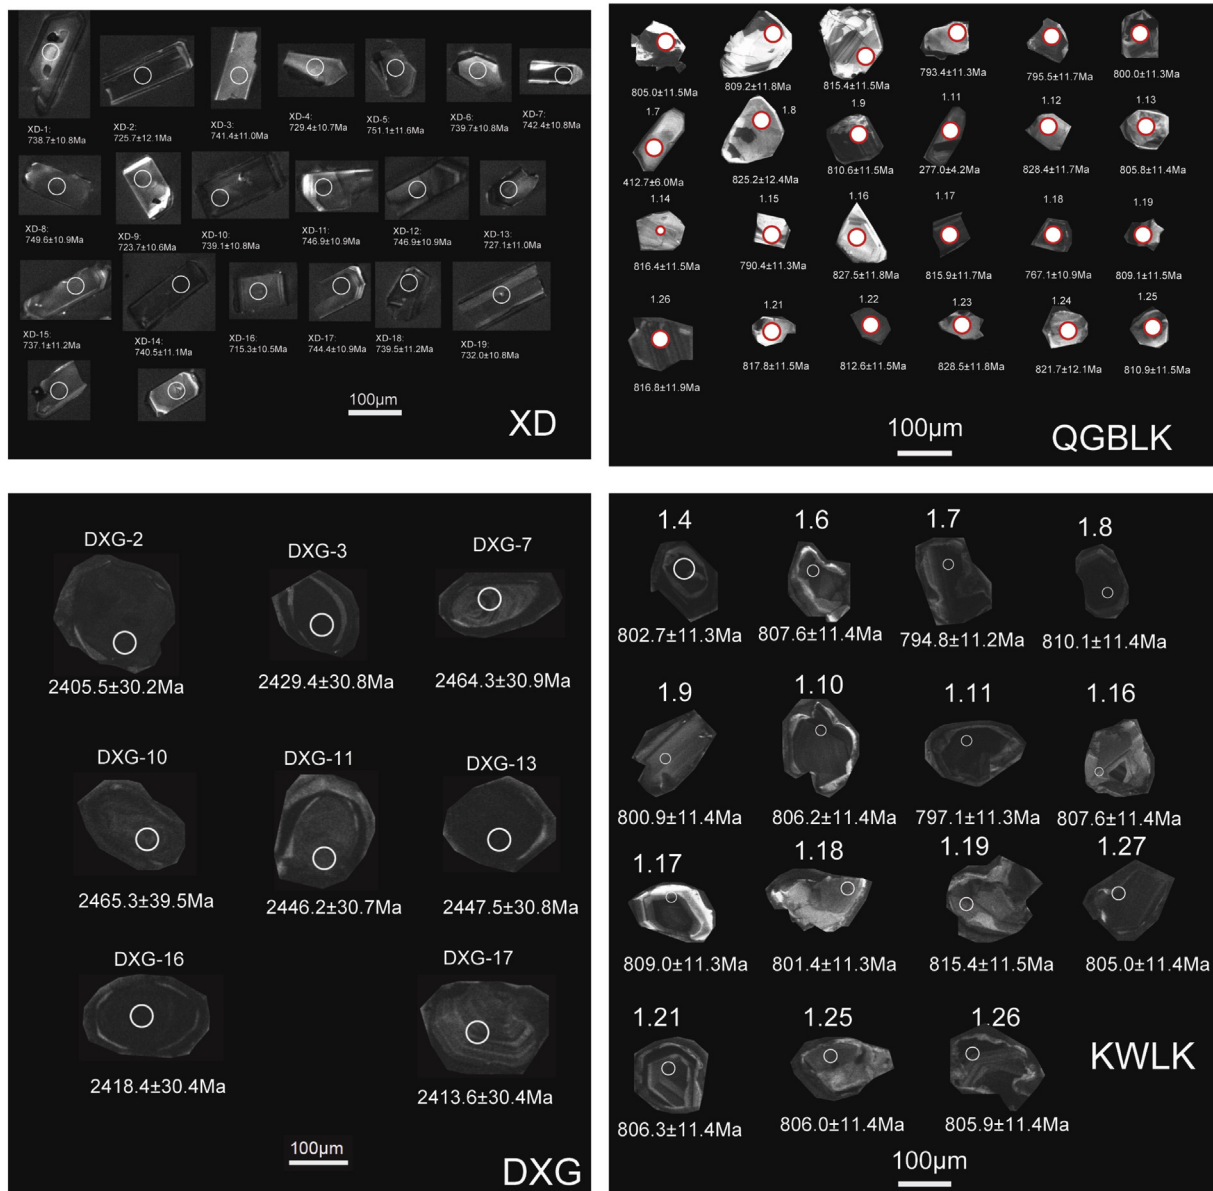 XD-1:
738.7±10.8Ma
XD-2:
725.7±12.1Ma
XD-3:
741.4±11.0Ma
XD-4:
729.4±10.7Ma
XD-5:
751.1±11.6Ma
XD-6:
739.7±10.8Ma
XD-7:
742.4±10.8Ma
XD-8:
749.6±10.9Ma
XD-9:
723.7±10.6Ma
XD-10:
739.1±10.8Ma
XD-11:
746.9±10.9Ma
XD-12:
746.9±10.9Ma
XD-13:
727.1±11.0Ma
XD-15:
737.1±11.2Ma
XD-14:
740.5±11.1Ma
XD-16:
715.3±10.5Ma
XD-17:
744.4±10.9Ma
XD-18:
739.5±11.2Ma
XD-19:
732.0±10.8Ma
100μm
XD
805.0±11.5Ma 809.2±11.8Ma 815.4±11.5Ma 793.4±11.3Ma 795.5±11.7Ma 800.0±11.3Ma
1.7 1.8 1.9 1.11 1.12 1.13
412.7±6.0Ma 825.2±12.4Ma 810.6±11.5Ma 277.0±4.2Ma 828.4±11.7Ma 805.8±11.4Ma
1.14 1.15 1.16 1.17 1.18 1.19
816.4±11.5Ma 790.4±11.3Ma 827.5±11.8Ma 815.9±11.7Ma 767.1±10.9Ma 809.1±11.5Ma
1.26 1.21 1.22 1.23 1.24 1.25
816.8±11.9Ma 817.8±11.5Ma 812.6±11.5Ma 828.5±11.8Ma 821.7±12.1Ma 810.9±11.5Ma
100μm
QGBLK
DXG-2 DXG-3 DXG-7
2405.5±30.2Ma 2429.4±30.8Ma 2464.3±30.9Ma
DXG-10 DXG-11 DXG-13
2465.3±39.5Ma 2446.2±30.7Ma 2447.5±30.8Ma
DXG-16 DXG-17
2418.4±30.4Ma 2413.6±30.4Ma
100μm
DXG
1.4 1.6 1.7 1.8
802.7±11.3Ma 807.6±11.4Ma 794.8±11.2Ma 810.1±11.4Ma
1.9 1.10 1.11 1.16
800.9±11.4Ma 806.2±11.4Ma 797.1±11.3Ma 807.6±11.4Ma
1.17 1.18 1.19 1.27
809.0±11.3Ma 801.4±11.3Ma 815.4±11.5Ma 805.0±11.4Ma
1.21 1.25 1.26
806.3±11.4Ma 806.0±11.4Ma 805.9±11.4Ma
KWLK
100μm